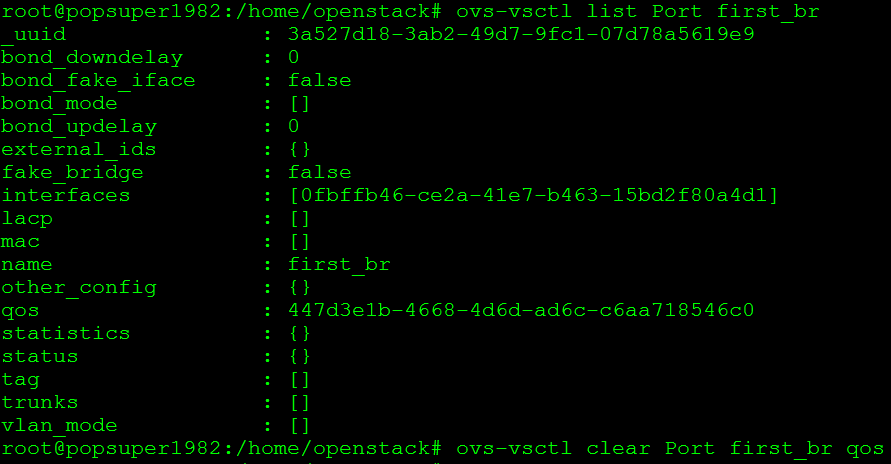 root@popsuper1982:/home/openstack# ovs-vsctl list Port first_br
_uuid : 3a527d18-3ab2-49d7-9fc1-07d78a5619e9
bond_downdelay : 0
bond_fake_iface : false
bond_mode : []
bond_updelay : 0
external_ids : {}
fake_bridge : false
interfaces : [0fbffb46-ce2a-41e7-b463-15bd2f80a4d1]
lacp : []
mac : []
name : first_br
other_config : {}
qos : 447d3e1b-4668-4d6d-ad6c-c6aa718546c0
statistics : {}
status : {}
tag : []
trunks : []
vlan_mode : []
root@popsuper1982:/home/openstack# ovs-vsctl clear Port first_br qos